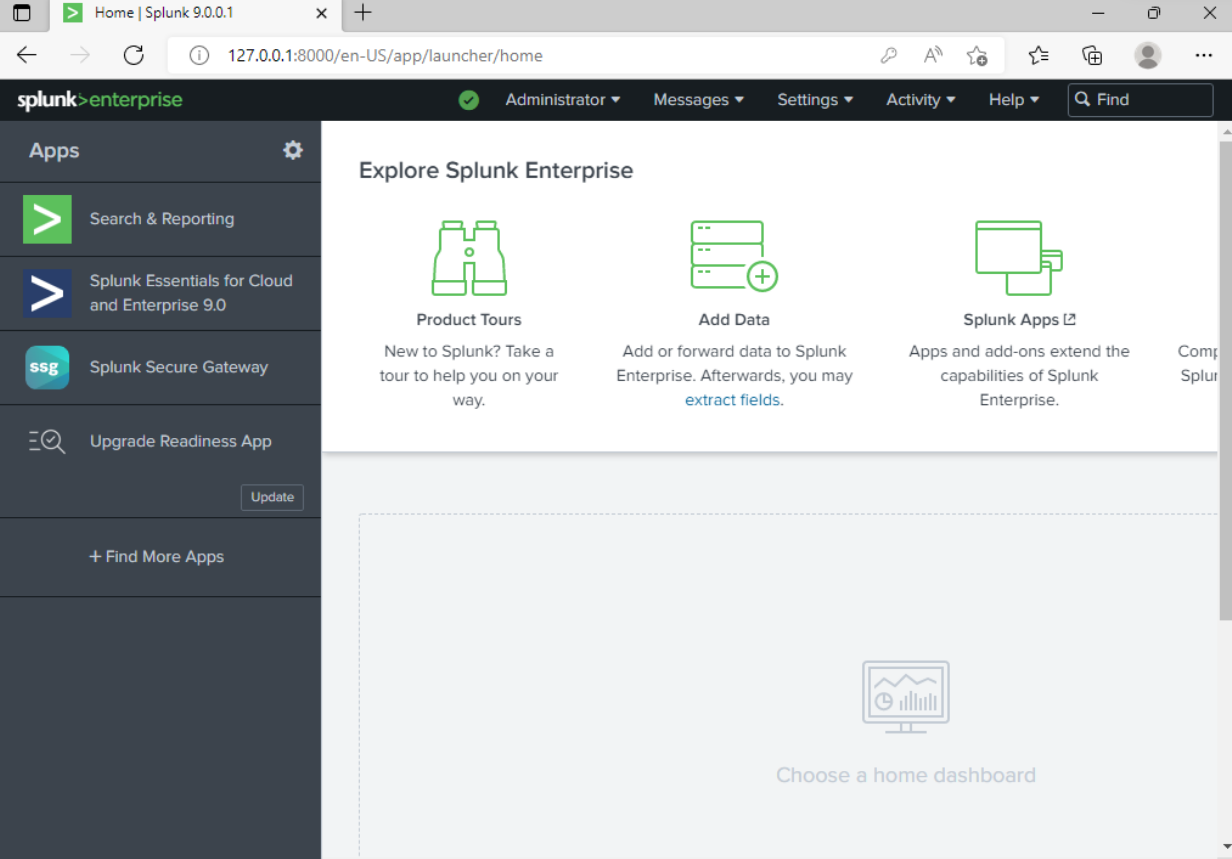 Home | Splunk 9.0.0.1
127.0.0.1:8000/en-US/app/launcher/home
splunk>enterprise
Administrator
Messages
Settings
Activity
Help
Find
Apps
Search & Reporting
Splunk Essentials for Cloud
and Enterprise 9.0
ssg
Splunk Secure Gateway
Upgrade Readiness App
Update
+ Find More Apps
Explore Splunk Enterprise
Product Tours
New to Splunk? Take a
tour to help you on your
way.
Add Data
Add or forward data to Splunk
Enterprise. Afterwards, you may
extract fields.
Splunk Apps
Apps and add-ons extend the
capabilities of Splunk
Enterprise.
Choose a home dashboard